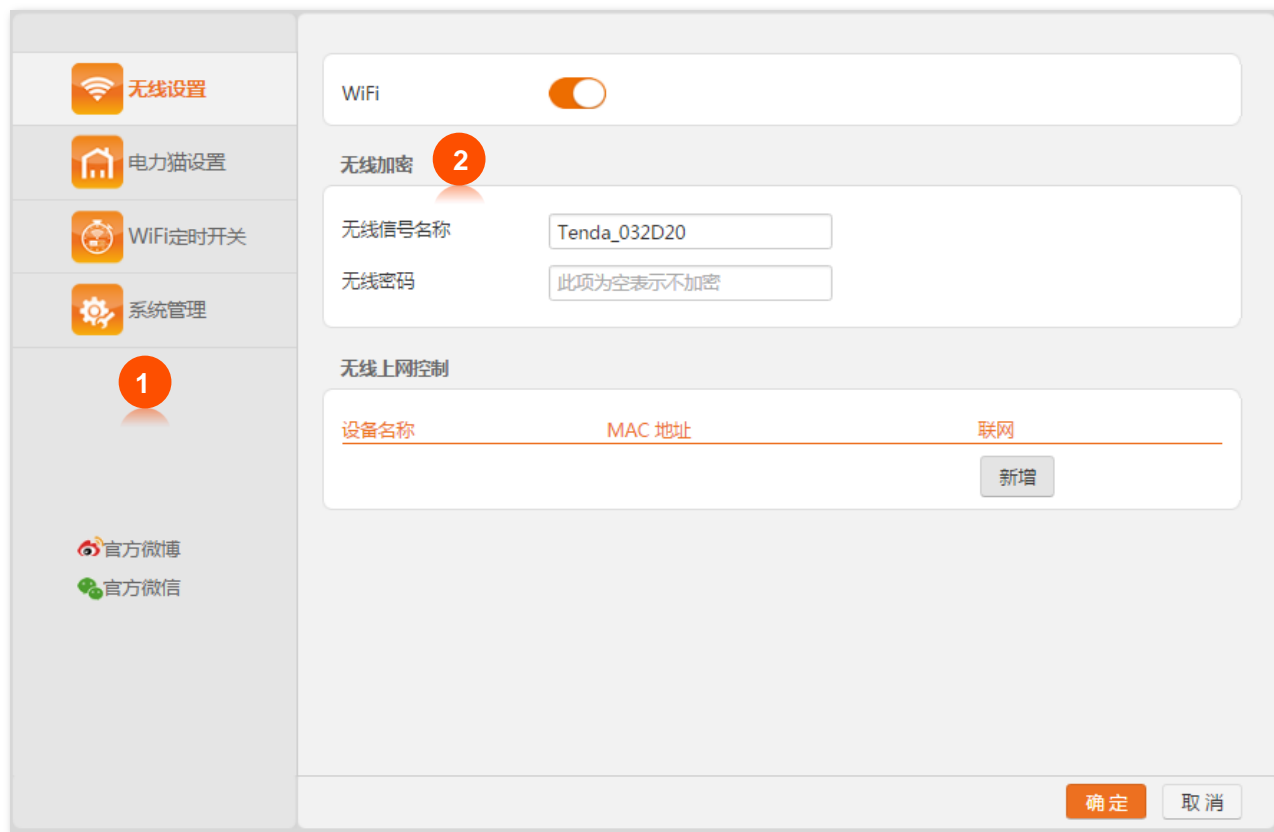 无线设置
电力猫设置
WiFi定时开关
系统管理
1
官方微博
官方微信
WiFi
无线加密
2
无线信号名称 Tenda_032D20
无线密码 此项为空表示不加密
无线上网控制
设备名称 MAC 地址 联网
新增
确定 取消